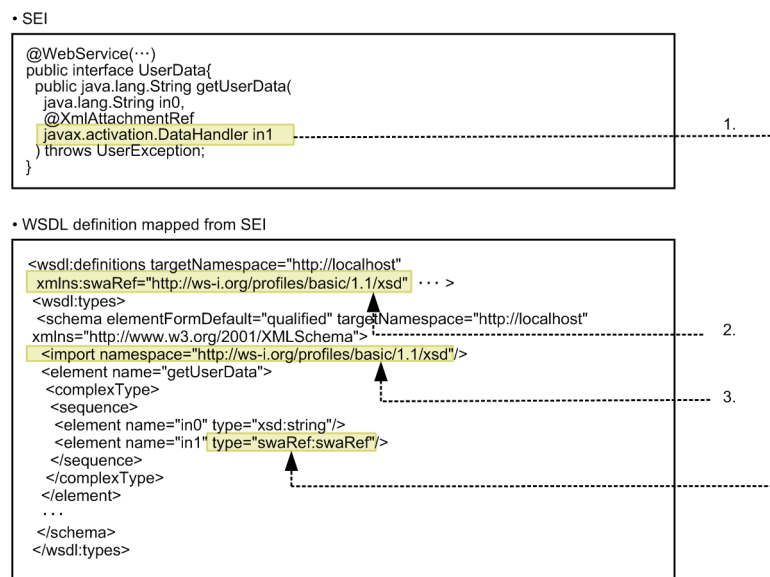 • SEI
@WebService(···)
public interface UserData{
public java.lang.String getUserData(
java.lang.String in0,
@XmlAttachmentRef
javax.activation.DataHandler in1
) throws UserException;
}
1.
• WSDL definition mapped from SEI
<wsdl:definitions targetNamespace="http://localhost"
xmlns:swaRef="http://ws-i.org/profiles/basic/1.1/xsd" ··· >
<wsdl:types>
<schema elementFormDefault="qualified" targetNamespace="http://localhost"
xmlns="http://www.w3.org/2001/XMLSchema">
<import namespace="http://ws-i.org/profiles/basic/1.1/xsd"/>
<element name="getUserData">
<complexType>
<sequence>
<element name="in0" type="xsd:string"/>
<element name="in1" type="swaRef:swaRef"/>
</sequence>
</complexType>
</element>
···
</schema>
</wsdl:types>
2.
3.